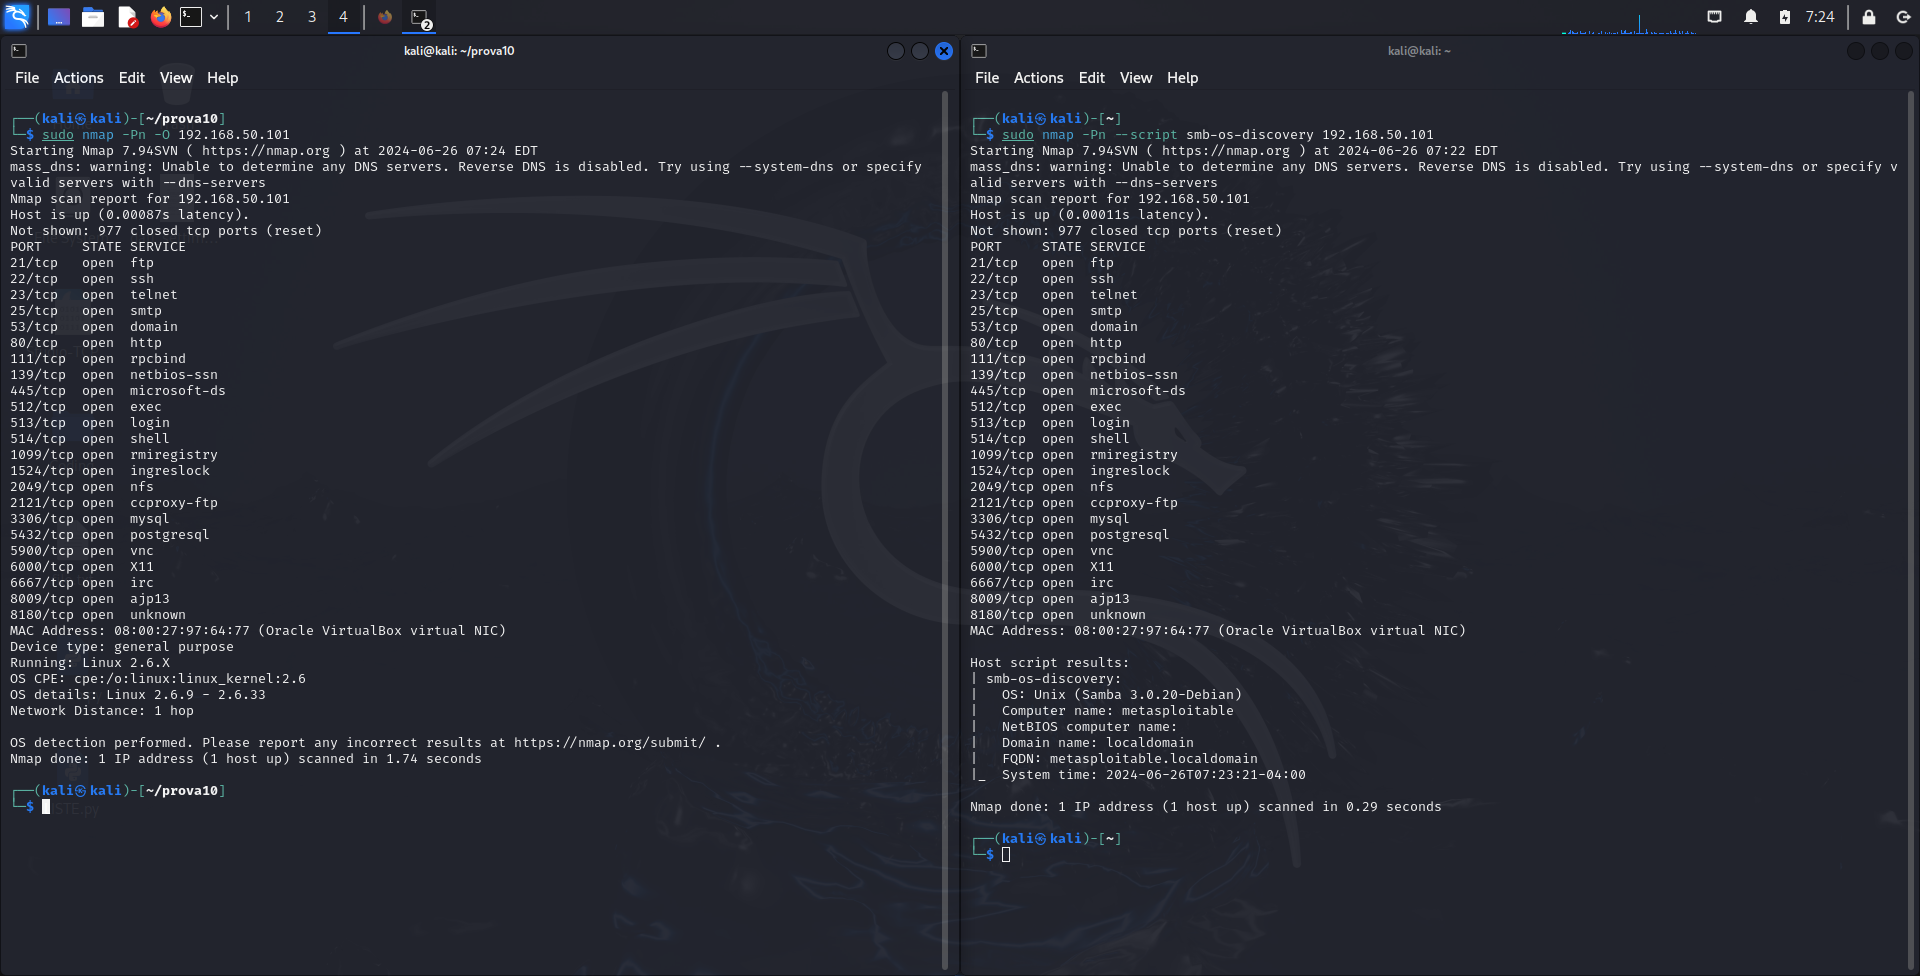 1 2 3 4 2 7:24
kali@kali: ~/prova10
File Actions Edit View Help
┌──(kali㉿kali)-[~/prova10]
└─$ sudo nmap -Pn -O 192.168.50.101
Starting Nmap 7.94SVN ( https://nmap.org ) at 2024-06-26 07:24 EDT
mass_dns: warning: Unable to determine any DNS servers. Reverse DNS is disabled. Try using --system-dns or specify
valid servers with --dns-servers
Nmap scan report for 192.168.50.101
Host is up (0.00087s latency).
Not shown: 977 closed tcp ports (reset)
PORT     STATE SERVICE
21/tcp   open  ftp
22/tcp   open  ssh
23/tcp   open  telnet
25/tcp   open  smtp
53/tcp   open  domain
80/tcp   open  http
111/tcp  open  rpcbind
139/tcp  open  netbios-ssn
445/tcp  open  microsoft-ds
512/tcp  open  exec
513/tcp  open  login
514/tcp  open  shell
1099/tcp open  rmiregistry
1524/tcp open  ingreslock
2049/tcp open  nfs
2121/tcp open  ccproxy-ftp
3306/tcp open  mysql
5432/tcp open  postgresql
5900/tcp open  vnc
6000/tcp open  X11
6667/tcp open  irc
8009/tcp open  ajp13
8180/tcp open  unknown
MAC Address: 08:00:27:97:64:77 (Oracle VirtualBox virtual NIC)
Device type: general purpose
Running: Linux 2.6.X
OS CPE: cpe:/o:linux:linux_kernel:2.6
OS details: Linux 2.6.9 - 2.6.33
Network Distance: 1 hop
OS detection performed. Please report any incorrect results at https://nmap.org/submit/ .
Nmap done: 1 IP address (1 host up) scanned in 1.74 seconds
┌──(kali㉿kali)-[~/prova10]
└─$
kali@kali: ~
File Actions Edit View Help
┌──(kali㉿kali)-[~]
└─$ sudo nmap -Pn --script smb-os-discovery 192.168.50.101
Starting Nmap 7.94SVN ( https://nmap.org ) at 2024-06-26 07:22 EDT
mass_dns: warning: Unable to determine any DNS servers. Reverse DNS is disabled. Try using --system-dns or specify v
alid servers with --dns-servers
Nmap scan report for 192.168.50.101
Host is up (0.00011s latency).
Not shown: 977 closed tcp ports (reset)
PORT     STATE SERVICE
21/tcp   open  ftp
22/tcp   open  ssh
23/tcp   open  telnet
25/tcp   open  smtp
53/tcp   open  domain
80/tcp   open  http
111/tcp  open  rpcbind
139/tcp  open  netbios-ssn
445/tcp  open  microsoft-ds
512/tcp  open  exec
513/tcp  open  login
514/tcp  open  shell
1099/tcp open  rmiregistry
1524/tcp open  ingreslock
2049/tcp open  nfs
2121/tcp open  ccproxy-ftp
3306/tcp open  mysql
5432/tcp open  postgresql
5900/tcp open  vnc
6000/tcp open  X11
6667/tcp open  irc
8009/tcp open  ajp13
8180/tcp open  unknown
MAC Address: 08:00:27:97:64:77 (Oracle VirtualBox virtual NIC)
Host script results:
| smb-os-discovery:
|   OS: Unix (Samba 3.0.20-Debian)
|   Computer name: metasploitable
|   NetBIOS computer name:
|   Domain name: localdomain
|   FQDN: metasploitable.localdomain
|_  System time: 2024-06-26T07:23:21-04:00
Nmap done: 1 IP address (1 host up) scanned in 0.29 seconds
┌──(kali㉿kali)-[~]
└─$